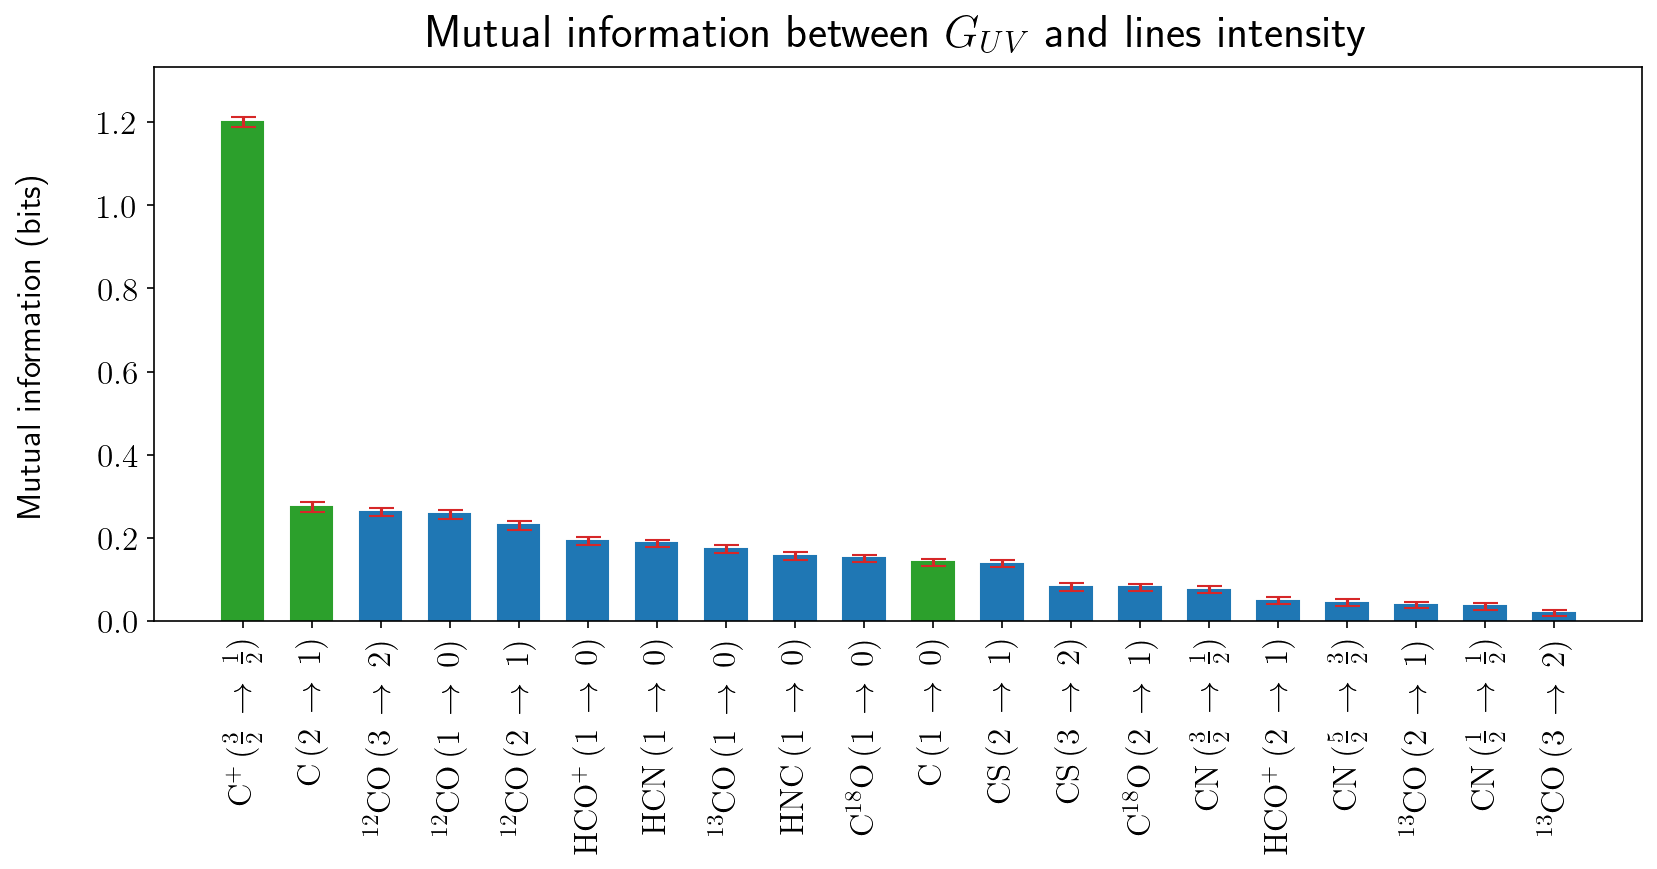 Mutual information between G_{UV} and lines intensity
Mutual information (bits)
1.2
1.0
0.8
0.6
0.4
0.2
0.0
C⁺ (3/2 → 1/2)
C (2 → 1)
¹²CO (3 → 2)
¹²CO (1 → 0)
¹²CO (2 → 1)
HCO⁺ (1 → 0)
HCN (1 → 0)
¹³CO (1 → 0)
HNC (1 → 0)
C¹⁸O (1 → 0)
C (1 → 0)
CS (2 → 1)
CS (3 → 2)
C¹⁸O (2 → 1)
CN (3/2 → 1/2)
HCO⁺ (2 → 1)
CN (5/2 → 3/2)
¹³CO (2 → 1)
CN (1/2 → 1/2)
¹³CO (3 → 2)